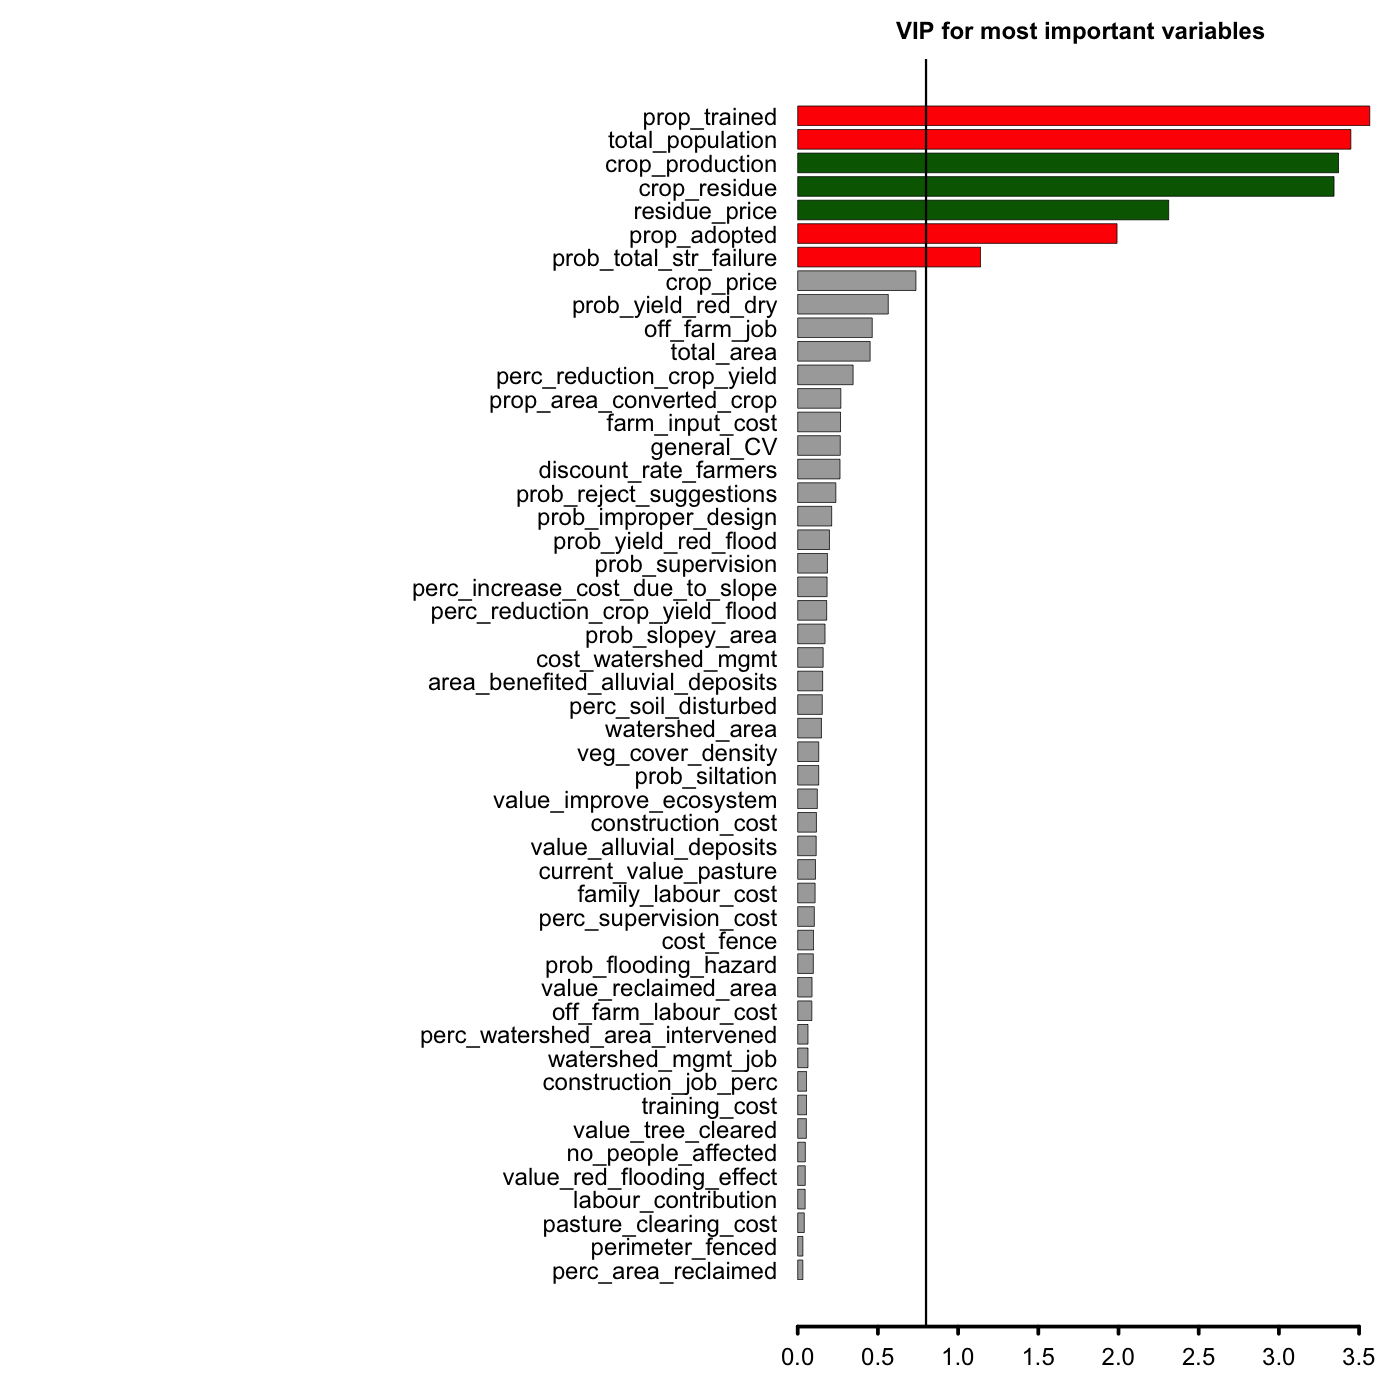 VIP for most important variables
prop_trained
total_population
crop_production
crop_residue
residue_price
prop_adopted
prob_total_str_failure
crop_price
prob_yield_red_dry
off_farm_job
total_area
perc_reduction_crop_yield
prop_area_converted_crop
farm_input_cost
general_CV
discount_rate_farmers
prob_reject_suggestions
prob_improper_design
prob_yield_red_flood
prob_supervision
perc_increase_cost_due_to_slope
perc_reduction_crop_yield_flood
prob_slopey_area
cost_watershed_mgmt
area_benefited_alluvial_deposits
perc_soil_disturbed
watershed_area
veg_cover_density
prob_siltation
value_improve_ecosystem
construction_cost
value_alluvial_deposits
current_value_pasture
family_labour_cost
perc_supervision_cost
cost_fence
prob_flooding_hazard
value_reclaimed_area
off_farm_labour_cost
perc_watershed_area_intervened
watershed_mgmt_job
construction_job_perc
training_cost
value_tree_cleared
no_people_affected
value_red_flooding_effect
labour_contribution
pasture_clearing_cost
perimeter_fenced
perc_area_reclaimed
0.0 0.5 1.0 1.5 2.0 2.5 3.0 3.5